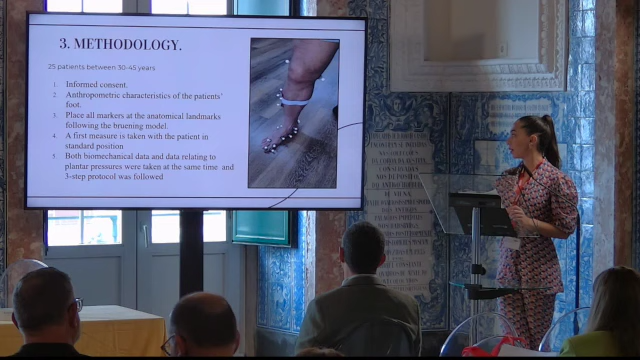 3. METHODOLOGY.
25 patients between 30-45 years
1. Informed consent.
2. Anthropometric characteristics of the patients'
foot.
3. Place all markers at the anatomical landmarks
following the bruening model.
4. A first measure is taken with the patient in
standard position
5. Both biomechanical data and data relating to
plantar pressures were taken at the same time and
3-step protocol was followed